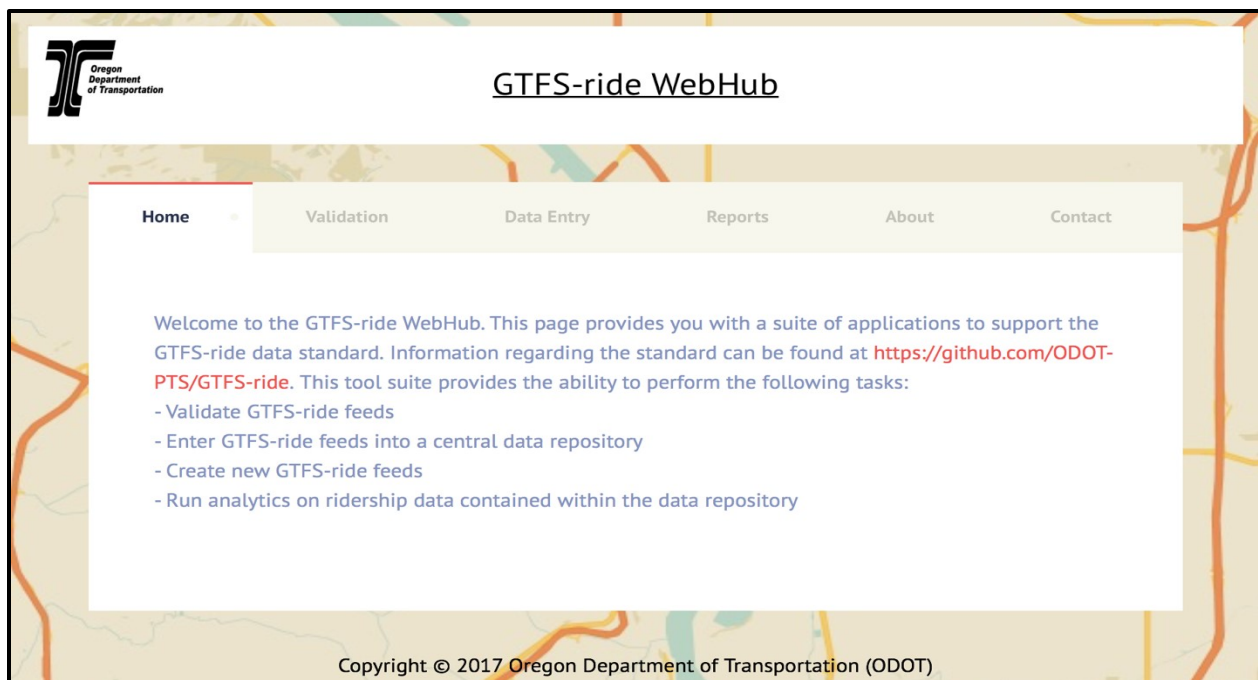 Oregon
Department
of Transportation
GTFS-ride WebHub
Home Validation Data Entry Reports About Contact
Welcome to the GTFS-ride WebHub. This page provides you with a suite of applications to support the
GTFS-ride data standard. Information regarding the standard can be found at https://github.com/ODOT-
PTS/GTFS-ride. This tool suite provides the ability to perform the following tasks:
- Validate GTFS-ride feeds
- Enter GTFS-ride feeds into a central data repository
- Create new GTFS-ride feeds
- Run analytics on ridership data contained within the data repository
Copyright © 2017 Oregon Department of Transportation (ODOT)